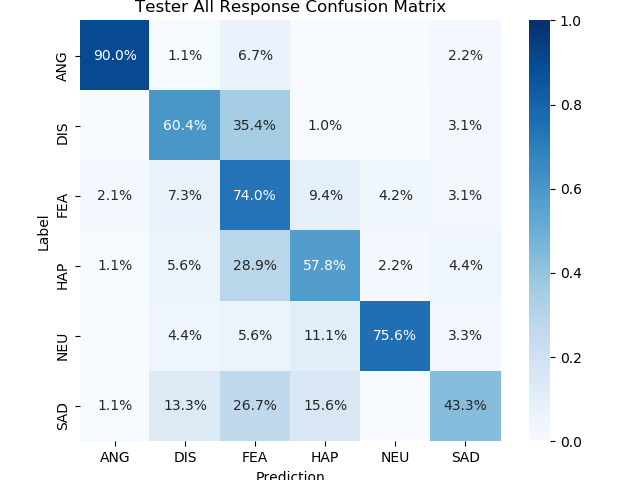 Tester All Response Confusion Matrix
ANG 90.0% 1.1% 6.7% 2.2%
DIS 60.4% 35.4% 1.0% 3.1%
FEA 2.1% 7.3% 74.0% 9.4% 4.2% 3.1%
HAP 1.1% 5.6% 28.9% 57.8% 2.2% 4.4%
NEU 4.4% 5.6% 11.1% 75.6% 3.3%
SAD 1.1% 13.3% 26.7% 15.6% 43.3%
Label
ANG DIS FEA HAP NEU SAD
Prediction
1.0
0.8
0.6
0.4
0.2
0.0